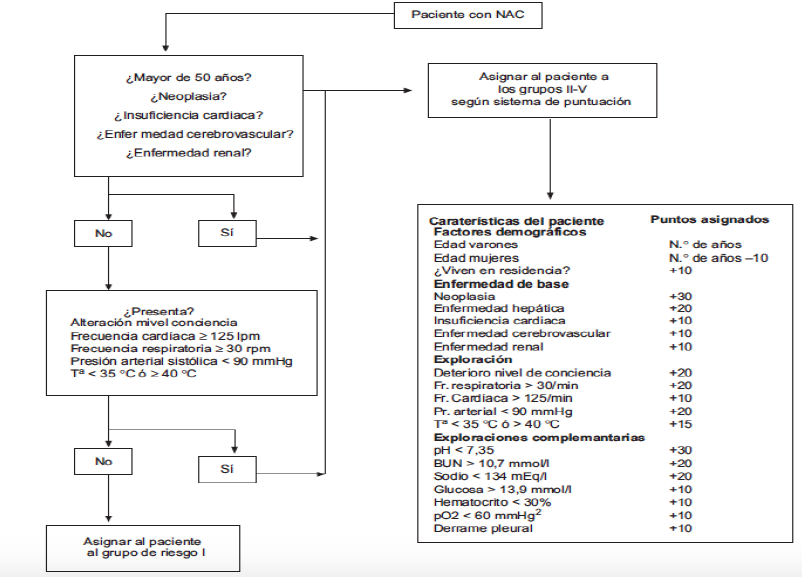 Paciente con NAC
¿Mayor de 50 años?
¿Neoplasia?
¿Insuficiencia cardiaca?
¿Enfer medad cerebrovascular?
¿Enfermedad renal?
No
Sí
¿Presenta?
Alteración mivel conciencia
Frecuencia cardiaca ≥ 125 lpm
Frecuencia respiratoria ≥ 30 rpm
Presión arterial sistólica < 90 mmHg
Tª < 35 °C ó ≥ 40 °C
No
Sí
Asignar al paciente
al grupo de riesgo I
Asignar al paciente a
los grupos II-V
según sistema de puntuación
Caraterísticas del paciente Puntos asignados
Factores demográficos
Edad varones N.° de años
Edad mujeres N.° de años –10
¿Viven en residencia? +10
Enfermedad de base
Neoplasia +30
Enfermedad hepática +20
Insuficiencia cardiaca +10
Enfermedad cerebrovascular +10
Enfermedad renal +10
Exploración
Deterioro nivel de conciencia +20
Fr. respiratoria > 30/min +20
Fr. Cardíaca > 125/min +10
Pr. arterial < 90 mmHg +20
Tª < 35 °C ó > 40 °C +15
Exploraciones complemantarias
pH < 7,35 +30
BUN > 10,7 mmol/l +20
Sodio < 134 mEq/l +20
Glucosa > 13,9 mmol/l +10
Hematocrito < 30% +10
pO2 < 60 mmHg² +10
Derrame pleural +10